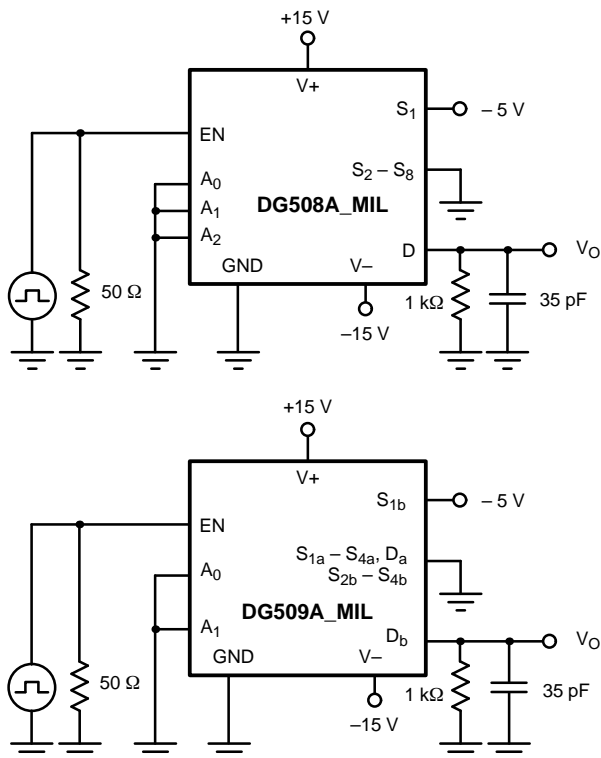 +15 V
V+
S1
– 5 V
EN
S2 – S8
A0
DG508A_MIL
A1
A2
D
VO
GND
V–
50 Ω
1 kΩ
35 pF
–15 V
+15 V
V+
S1b
– 5 V
EN
S1a – S4a, Da
A0
S2b – S4b
DG509A_MIL
A1
Db
VO
GND
V–
50 Ω
1 kΩ
35 pF
–15 V